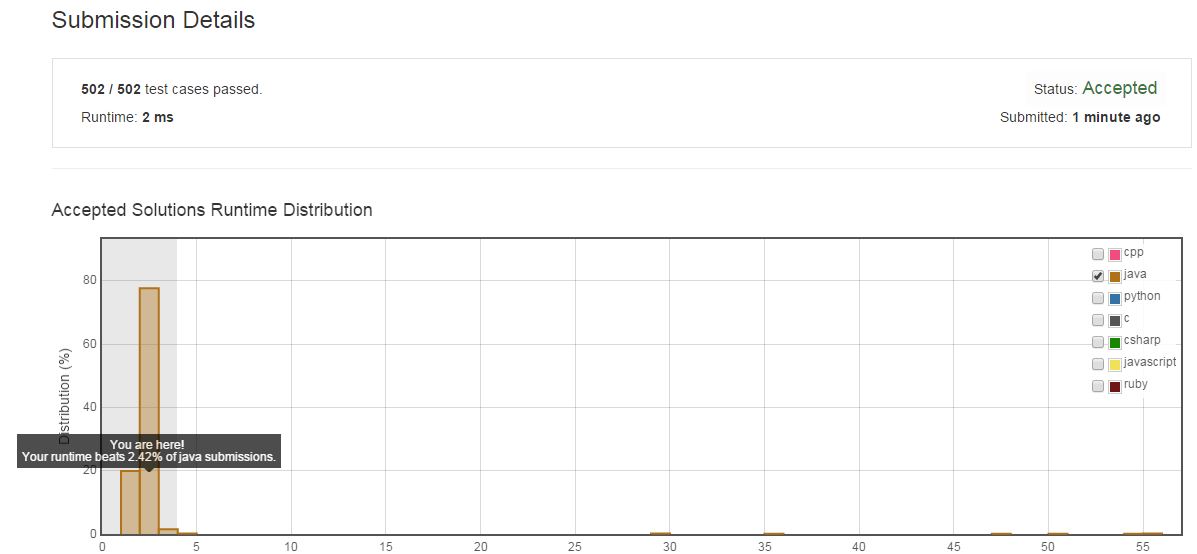 Submission Details
502 / 502 test cases passed.
Status: Accepted
Runtime: 2 ms
Submitted: 1 minute ago
Accepted Solutions Runtime Distribution
cpp
java
python
c
csharp
javascript
ruby
Distribution (%)
80
60
40
20
0
You are here!
Your runtime beats 2.42% of java submissions.
0 5 10 15 20 25 30 35 40 45 50 55